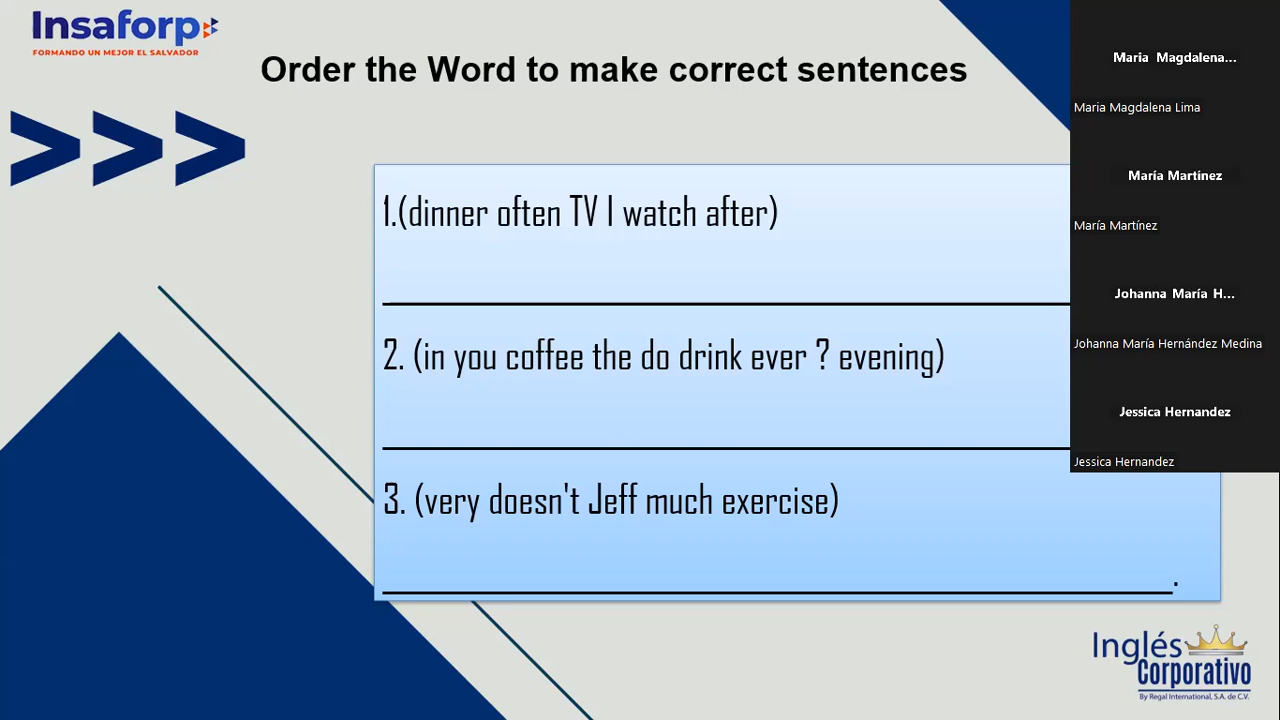 Insaforp
FORMANDO UN MEJOR EL SALVADOR
Order the Word to make correct sentences
1.(dinner often TV I watch after)
2. (in you coffee the do drink ever ? evening)
3. (very doesn't Jeff much exercise)
.
Maria Magdalena...
Maria Magdalena Lima
María Martínez
María Martínez
Johanna María H...
Johanna María Hernández Medina
Jessica Hernandez
Jessica Hernandez
Inglés
Corporativo
By Regal International, S.A. de C.V.